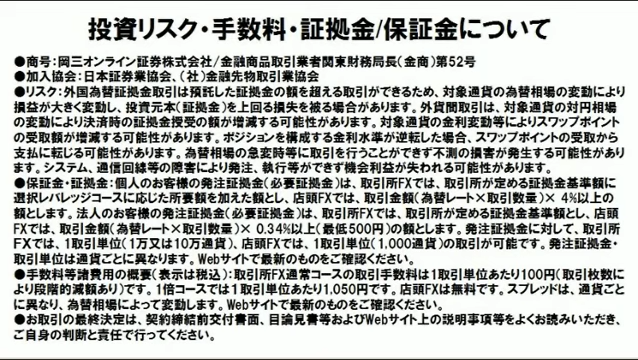 投資リスク・手数料・証拠金/保証金について
●商号:岡三オンライン証券株式会社/金融商品取引業者関東財務局長(金商)第52号
●加入協会:日本証券業協会、(社)金融先物取引業協会
●リスク:外国為替証拠金取引は預託した証拠金の額を超える取引ができるため、対象通貨の為替相場の変動により
損益が大きく変動し、投資元本(証拠金)を上回る損失を被る場合があります。外貨間取引は、対象通貨の対円相場
の変動により決済時の証拠金授受の額が増減する可能性があります。対象通貨の金利変動等によりスワップポイント
の受取額が増減する可能性があります。ポジションを構成する金利水準が逆転した場合、スワップポイントの受取から
支払に転じる可能性があります。為替相場の急変時等に取引を行うことができず不測の損害が発生する可能性があり
ます。システム、通信回線等の障害により発注、執行等ができず機会利益が失われる可能性があります。
●保証金・証拠金:個人のお客様の発注証拠金(必要証拠金)は、取引所FXでは、取引所が定める証拠金基準額に
選択レバレッジコースに応じた所要額を加えた額とし、店頭FXでは、取引金額(為替レート×取引数量)× 4%以上の
額とします。法人のお客様の発注証拠金(必要証拠金)は、取引所FXでは、取引所が定める証拠金基準額とし、店頭
FXでは、取引金額(為替レート×取引数量)× 0.34%以上(最低500円)の額とします。発注証拠金に対して、取引所
FXでは、1取引単位(1万又は10万通貨)、店頭FXでは、1取引単位(1,000通貨)の取引が可能です。発注証拠金・
取引単位は通貨ごとに異なります。Webサイトで最新のものをご確認ください。
●手数料等諸費用の概要(表示は税込):取引所FX通常コースの取引手数料は1取引単位あたり100円(取引枚数に
より段階的減額あり)です。1倍コースでは1取引単位あたり1,050円です。店頭FXは無料です。スプレッドは、通貨ごと
に異なり、為替相場によって変動します。Webサイトで最新のものをご確認ください。
●お取引の最終決定は、契約締結前交付書面、目論見書等およびWebサイト上の説明事項等をよくお読みいただき、
ご自身の判断と責任で行ってください。